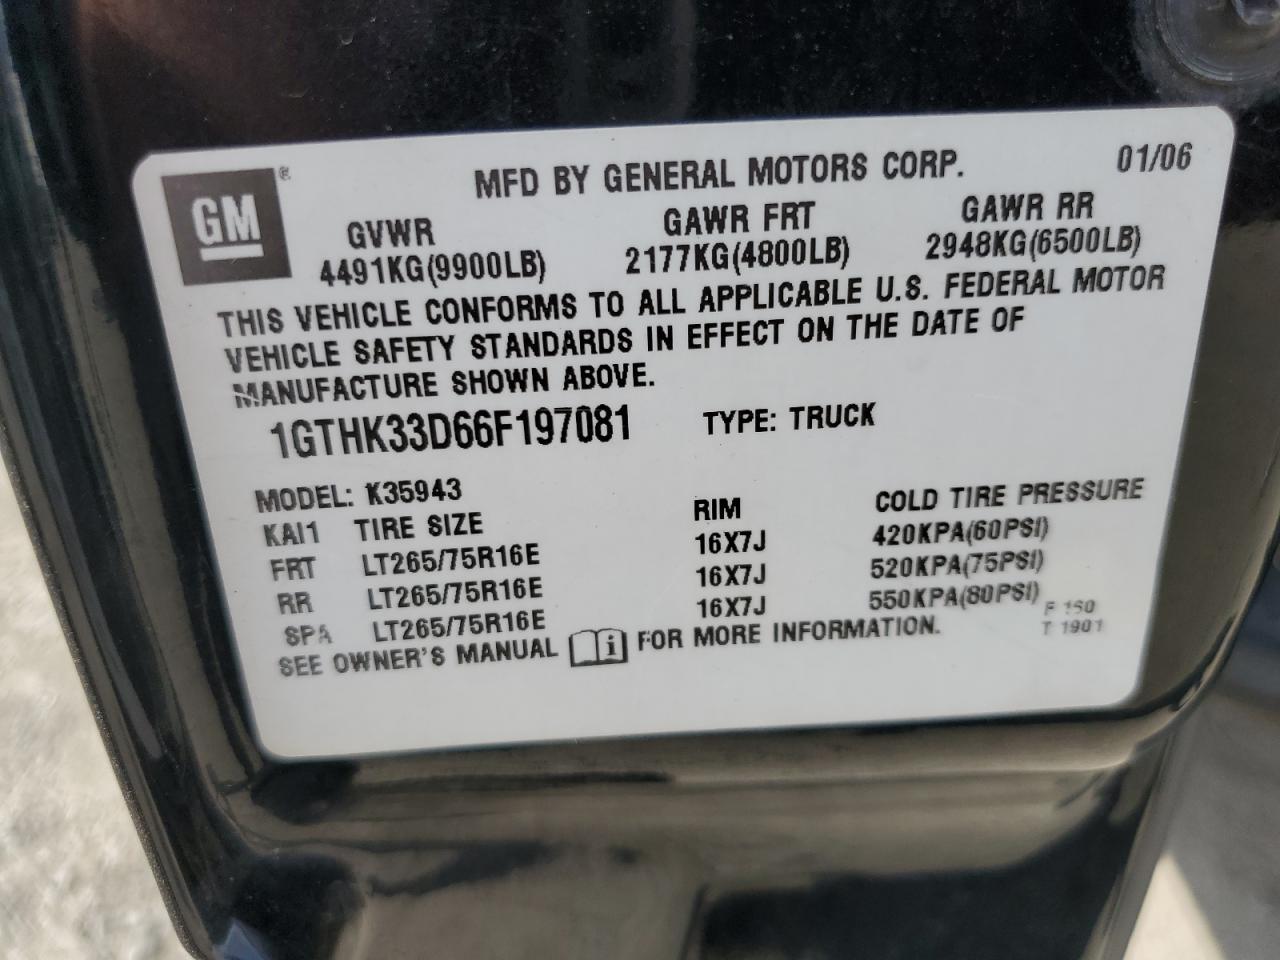 GM ®
MFD BY GENERAL MOTORS CORP. 01/06
GVWR GAWR FRT GAWR RR
4491KG(9900LB) 2177KG(4800LB) 2948KG(6500LB)
THIS VEHICLE CONFORMS TO ALL APPLICABLE U.S. FEDERAL MOTOR
VEHICLE SAFETY STANDARDS IN EFFECT ON THE DATE OF
MANUFACTURE SHOWN ABOVE.
1GTHK33D66F197081 TYPE: TRUCK
MODEL: K35943
KAI1 TIRE SIZE RIM COLD TIRE PRESSURE
FRT LT265/75R16E 16X7J 420KPA(60PSI)
RR LT265/75R16E 16X7J 520KPA(75PSI)
SPA LT265/75R16E 16X7J 550KPA(80PSI)
SEE OWNER'S MANUAL i FOR MORE INFORMATION.
F 160
T 1901